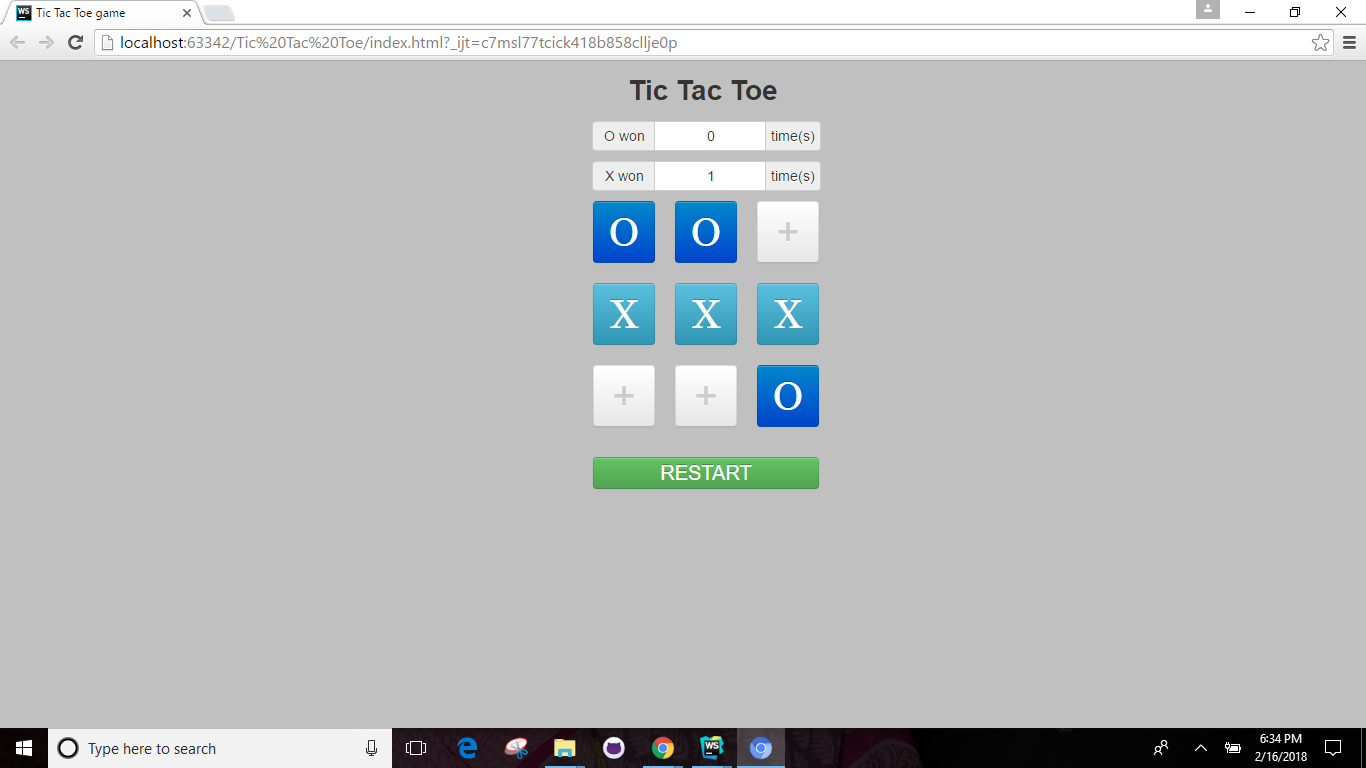 WS Tic Tac Toe game
localhost:63342/Tic%20Tac%20Toe/index.html?_ijt=c7msl77tcick418b858cllje0p
Tic Tac Toe
O won 0 time(s)
X won 1 time(s)
O O +
X X X
+ + O
RESTART
Type here to search
WS
6:34 PM
2/16/2018